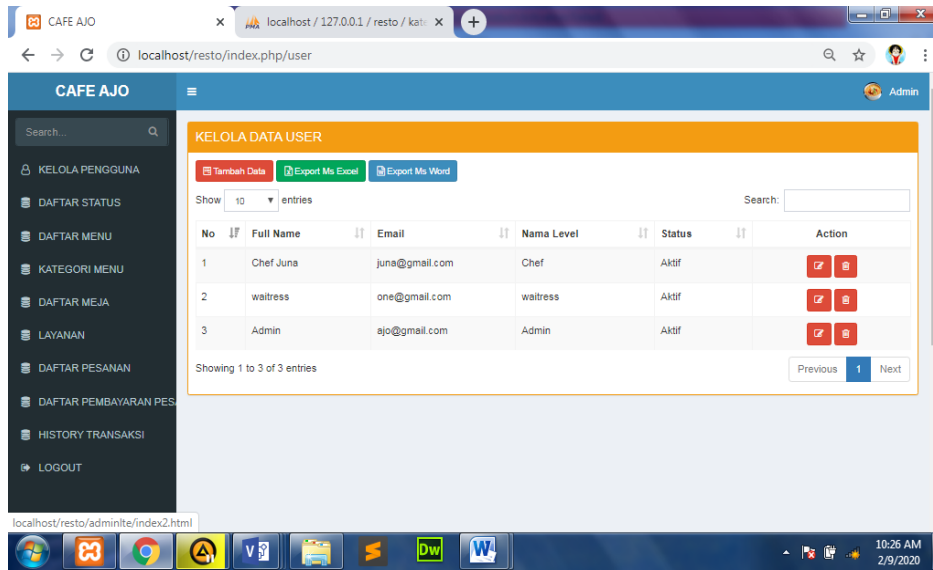 CAFE AJO
localhost / 127.0.0.1 / resto / kate
localhost/resto/index.php/user
CAFE AJO
Admin
Search...
KELOLA DATA USER
Tambah Data Export Ms Excel Export Ms Word
KELOLA PENGGUNA
DAFTAR STATUS
DAFTAR MENU
KATEGORI MENU
DAFTAR MEJA
LAYANAN
DAFTAR PESANAN
DAFTAR PEMBAYARAN PES
HISTORY TRANSAKSI
LOGOUT
Show 10 entries
Search:
No Full Name Email Nama Level Status Action
1 Chef Juna juna@gmail.com Chef Aktif
2 waitress one@gmail.com waitress Aktif
3 Admin ajo@gmail.com Admin Aktif
Showing 1 to 3 of 3 entries
Previous 1 Next
localhost/resto/adminlte/index2.html
Dw
W
10:26 AM
2/9/2020